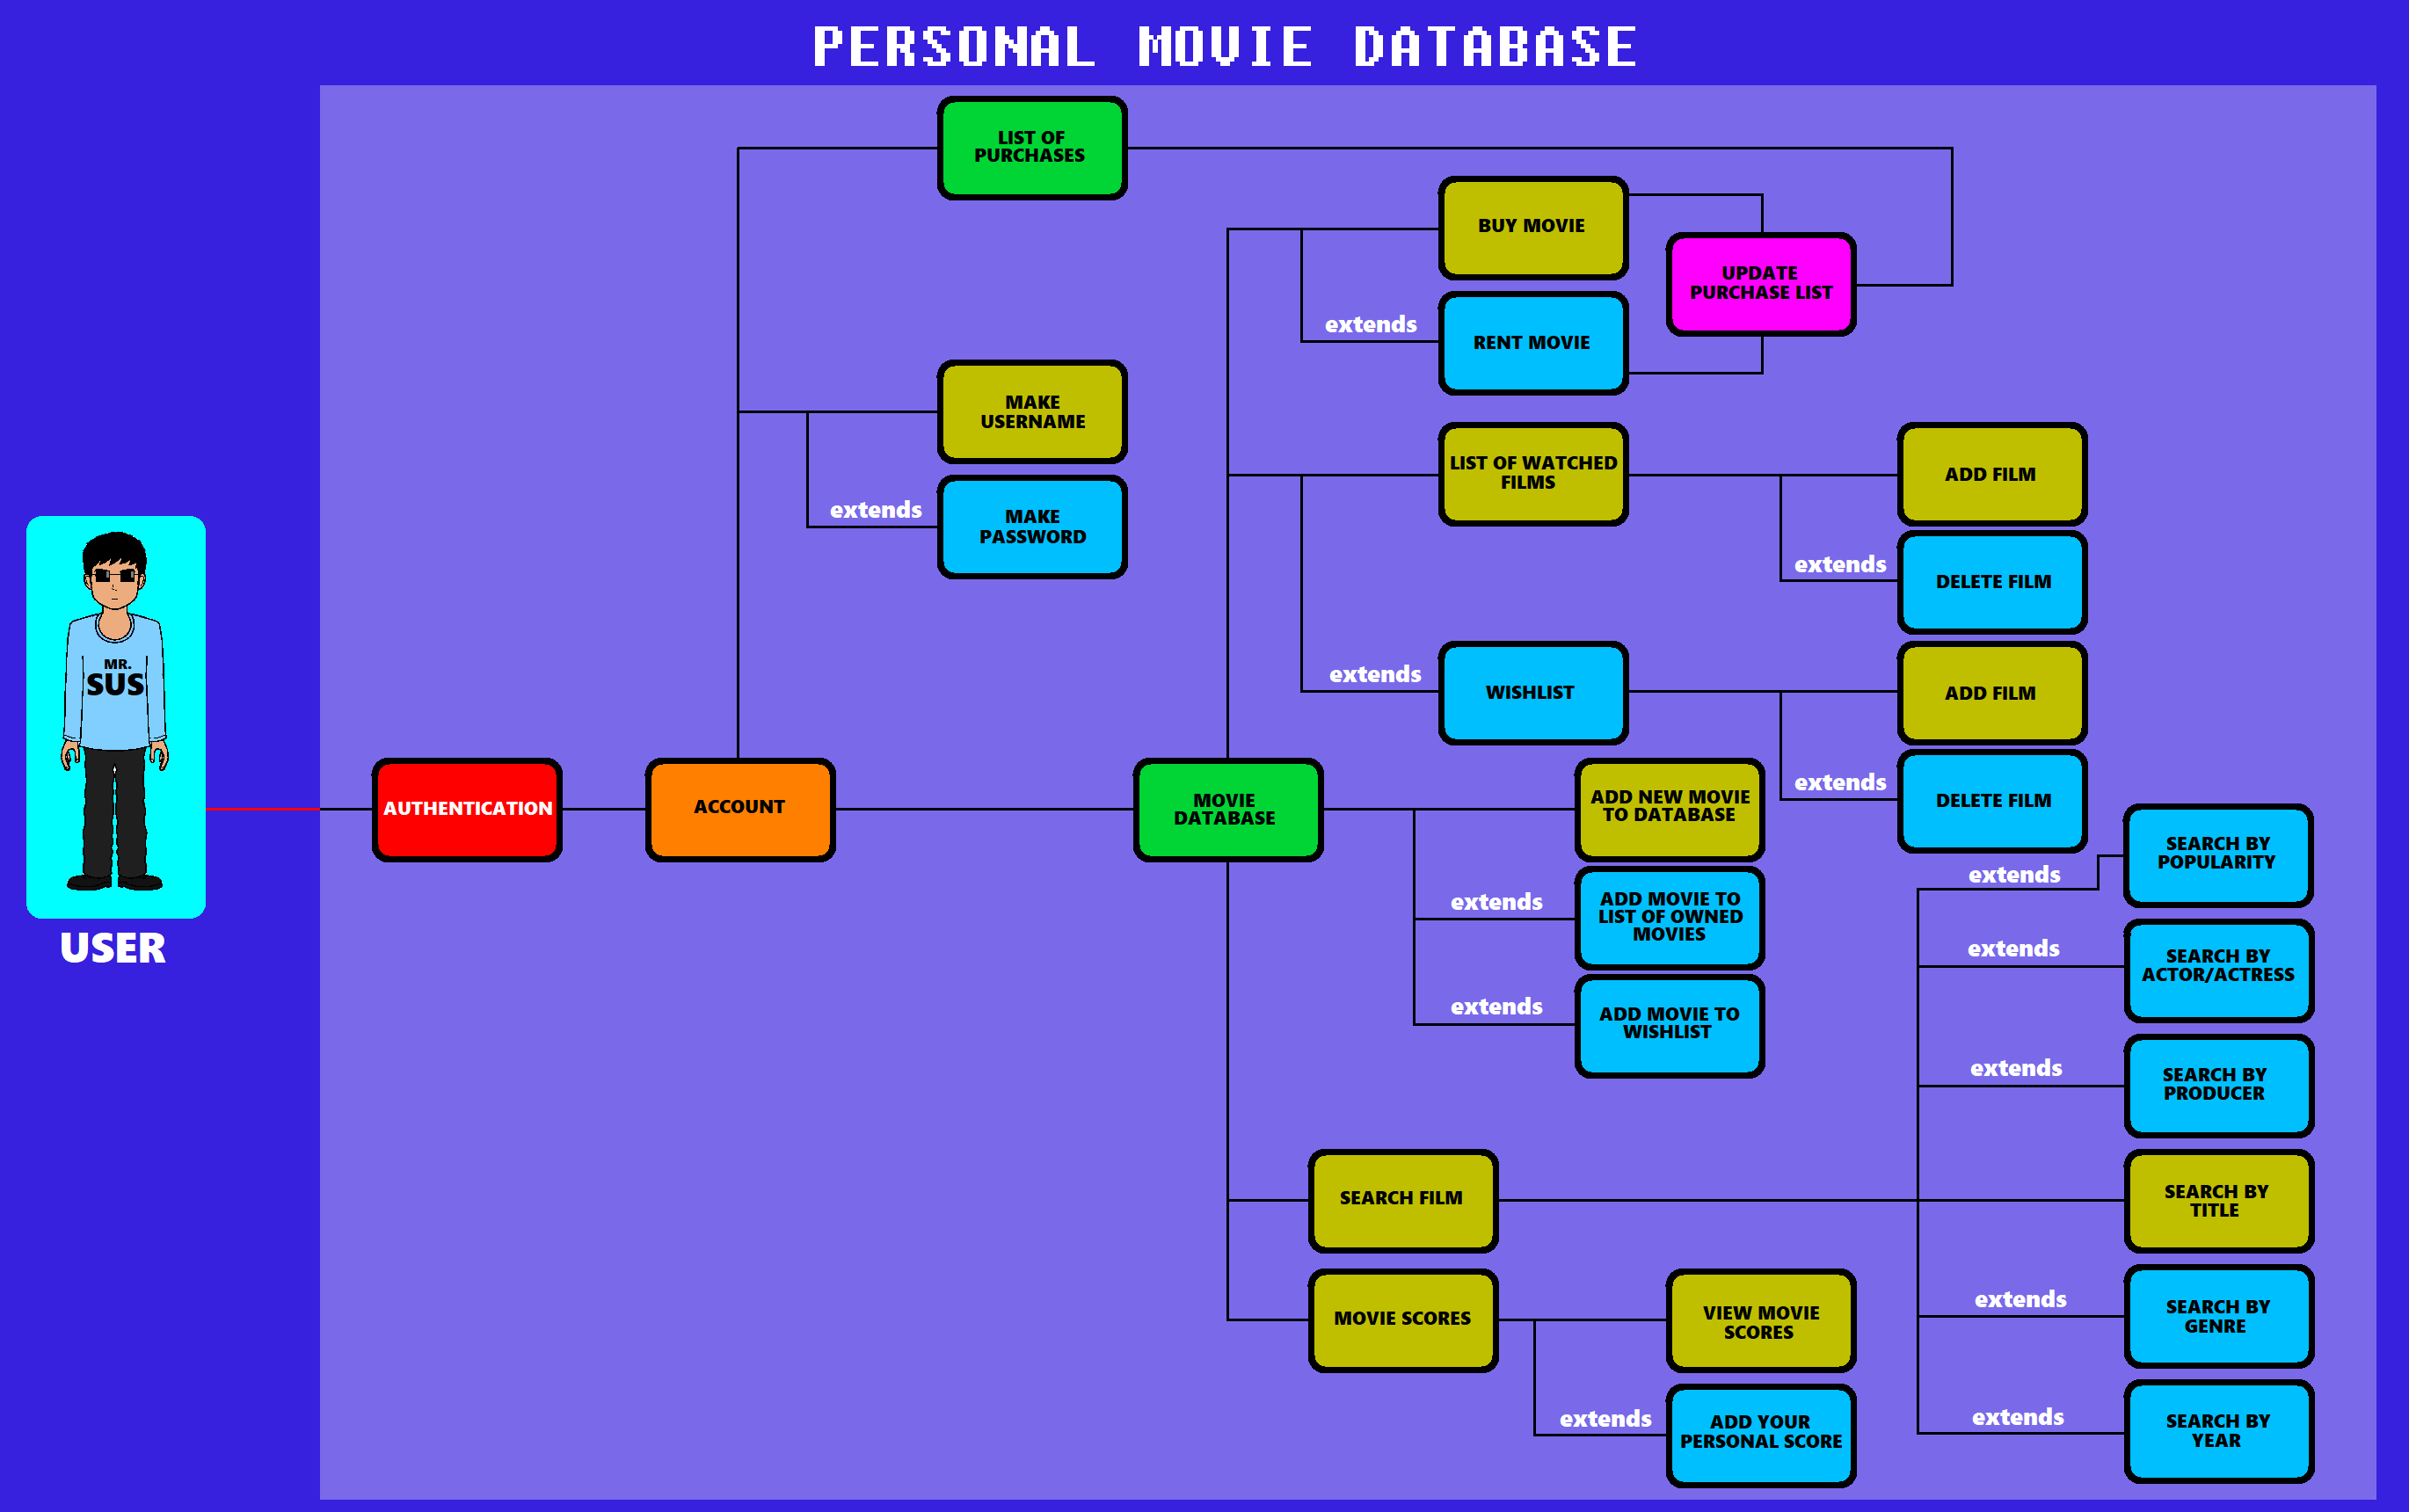 PERSONAL MOVIE DATABASE
LIST OF
PURCHASES
BUY MOVIE
UPDATE
PURCHASE LIST
extends
RENT MOVIE
MAKE
USERNAME
LIST OF WATCHED
FILMS
ADD FILM
extends
MAKE
PASSWORD
extends
DELETE FILM
MR.
SUS
extends
WISHLIST
ADD FILM
extends
DELETE FILM
AUTHENTICATION
ACCOUNT
MOVIE
DATABASE
ADD NEW MOVIE
TO DATABASE
SEARCH BY
POPULARITY
extends
extends
ADD MOVIE TO
LIST OF OWNED
MOVIES
USER
extends
SEARCH BY
ACTOR/ACTRESS
extends
ADD MOVIE TO
WISHLIST
extends
SEARCH BY
PRODUCER
SEARCH FILM
SEARCH BY
TITLE
MOVIE SCORES
VIEW MOVIE
SCORES
extends
SEARCH BY
GENRE
extends
ADD YOUR
PERSONAL SCORE
extends
SEARCH BY
YEAR